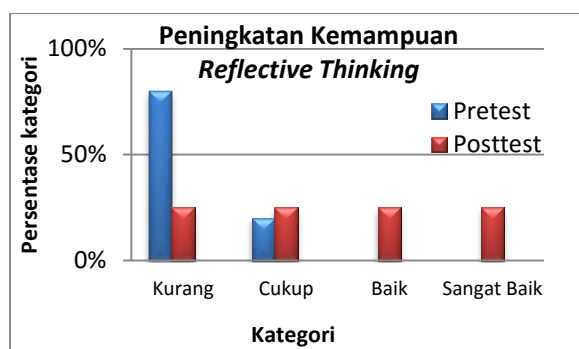 Peningkatan Kemampuan
Reflective Thinking
Persentase kategori
100%
50%
0%
Pretest
Posttest
Kurang Cukup Baik Sangat Baik
Kategori